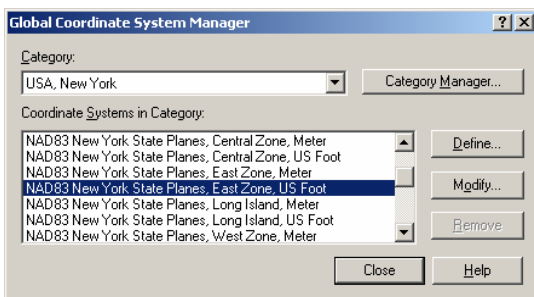 Global Coordinate System Manager
Category:
USA, New York
Category Manager...
Coordinate Systems in Category:
NAD83 New York State Planes, Central Zone, Meter
NAD83 New York State Planes, Central Zone, US Foot
NAD83 New York State Planes, East Zone, Meter
NAD83 New York State Planes, East Zone, US Foot
NAD83 New York State Planes, Long Island, Meter
NAD83 New York State Planes, Long Island, US Foot
NAD83 New York State Planes, West Zone, Meter
Define...
Modify...
Remove
Close
Help